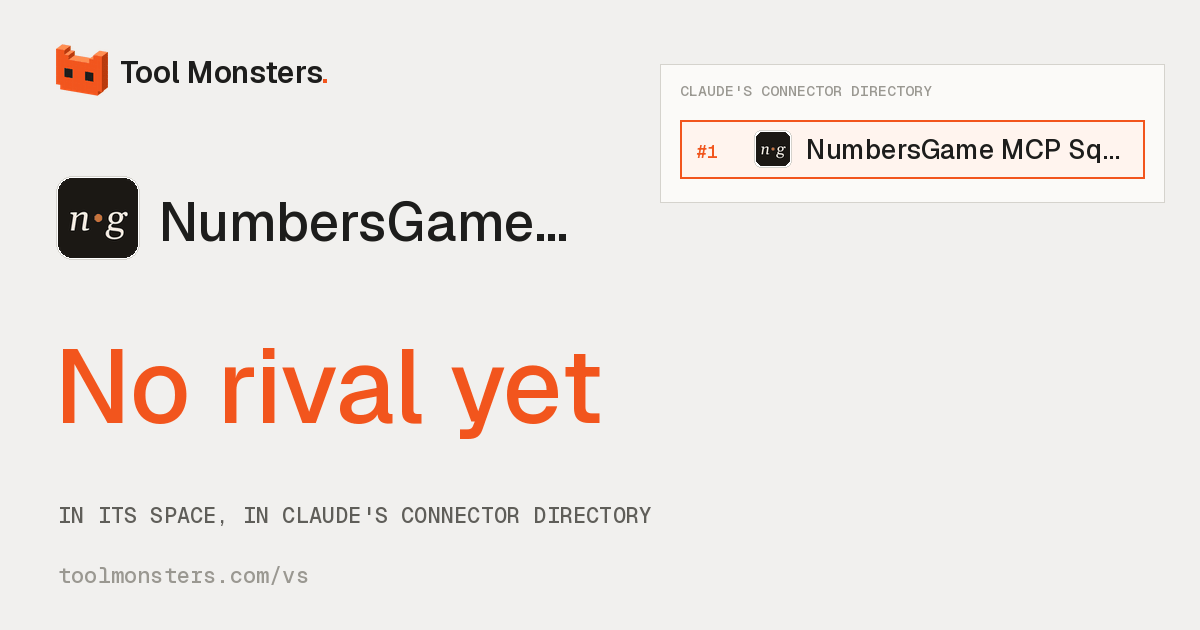 Tool Monsters.
CLAUDE'S CONNECTOR DIRECTORY
#1 n·g NumbersGame MCP Sq...
n·g NumbersGame...
No rival yet
IN ITS SPACE, IN CLAUDE'S CONNECTOR DIRECTORY
toolmonsters.com/vs